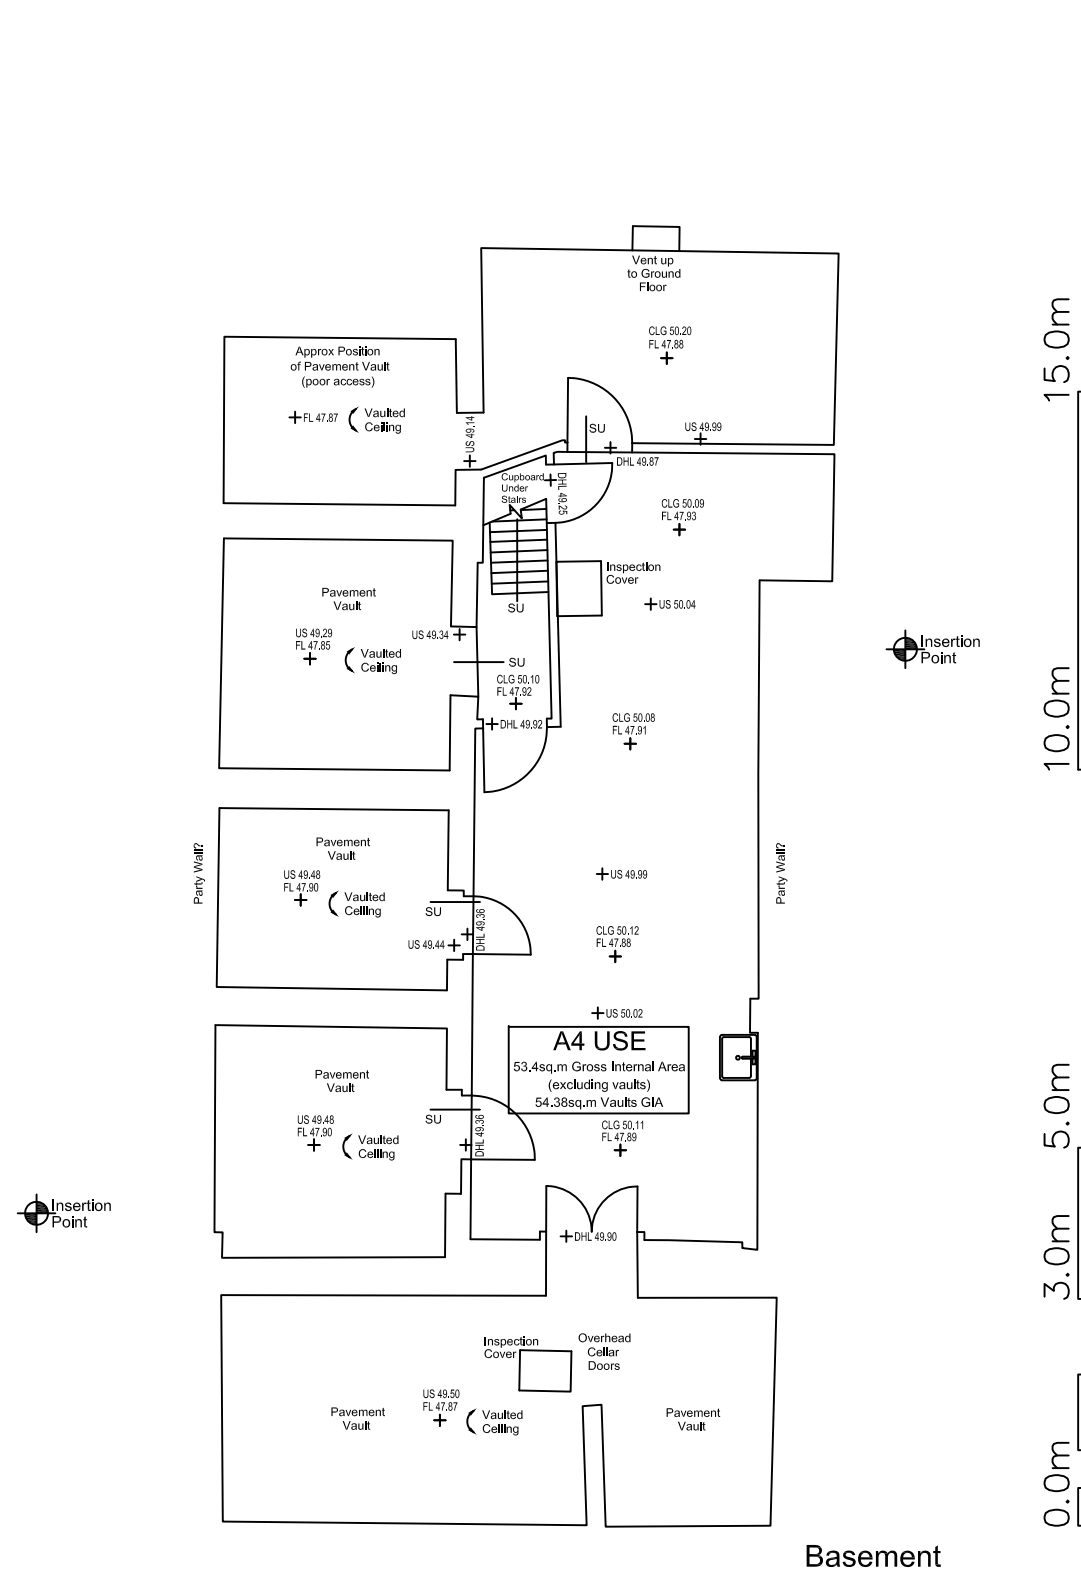 Vent up
to Ground
Floor
CLG 50.20
FL 47.88
15.0m
Approx Position
of Pavement Vault
(poor access)
FL 47.87
Vaulted
Ceiling
US 49.14
SU
US 49.99
DHL 49.87
Cupboard
Under
Stairs
DHL 49.25
CLG 50.09
FL 47.93
Inspection
Cover
US 50.04
SU
Pavement
Vault
US 49.29
FL 47.85
Vaulted
Ceiling
US 49.34
SU
CLG 50.10
FL 47.92
DHL 49.92
Insertion
Point
10.0m
CLG 50.08
FL 47.91
Party Wall?
Pavement
Vault
US 49.48
FL 47.90
Vaulted
Ceiling
SU
US 49.44
DHL 49.36
US 49.99
CLG 50.12
FL 47.88
Party Wall?
US 50.02
A4 USE
53.4sq.m Gross Internal Area
(excluding vaults)
54.38sq.m Vaults GIA
5.0m
Pavement
Vault
US 49.48
FL 47.90
Vaulted
Ceiling
SU
DHL 49.36
CLG 50.11
FL 47.89
Insertion
Point
DHL 49.90
3.0m
Inspection
Cover
Overhead
Cellar
Doors
US 49.50
FL 47.87
Pavement
Vault
Vaulted
Ceiling
Pavement
Vault
0.0m
Basement